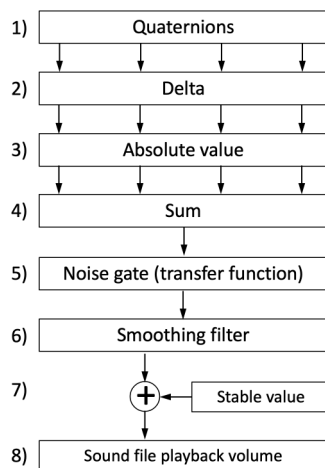 1) Quaternions
2) Delta
3) Absolute value
4) Sum
5) Noise gate (transfer function)
6) Smoothing filter
7) + Stable value
8) Sound file playback volume